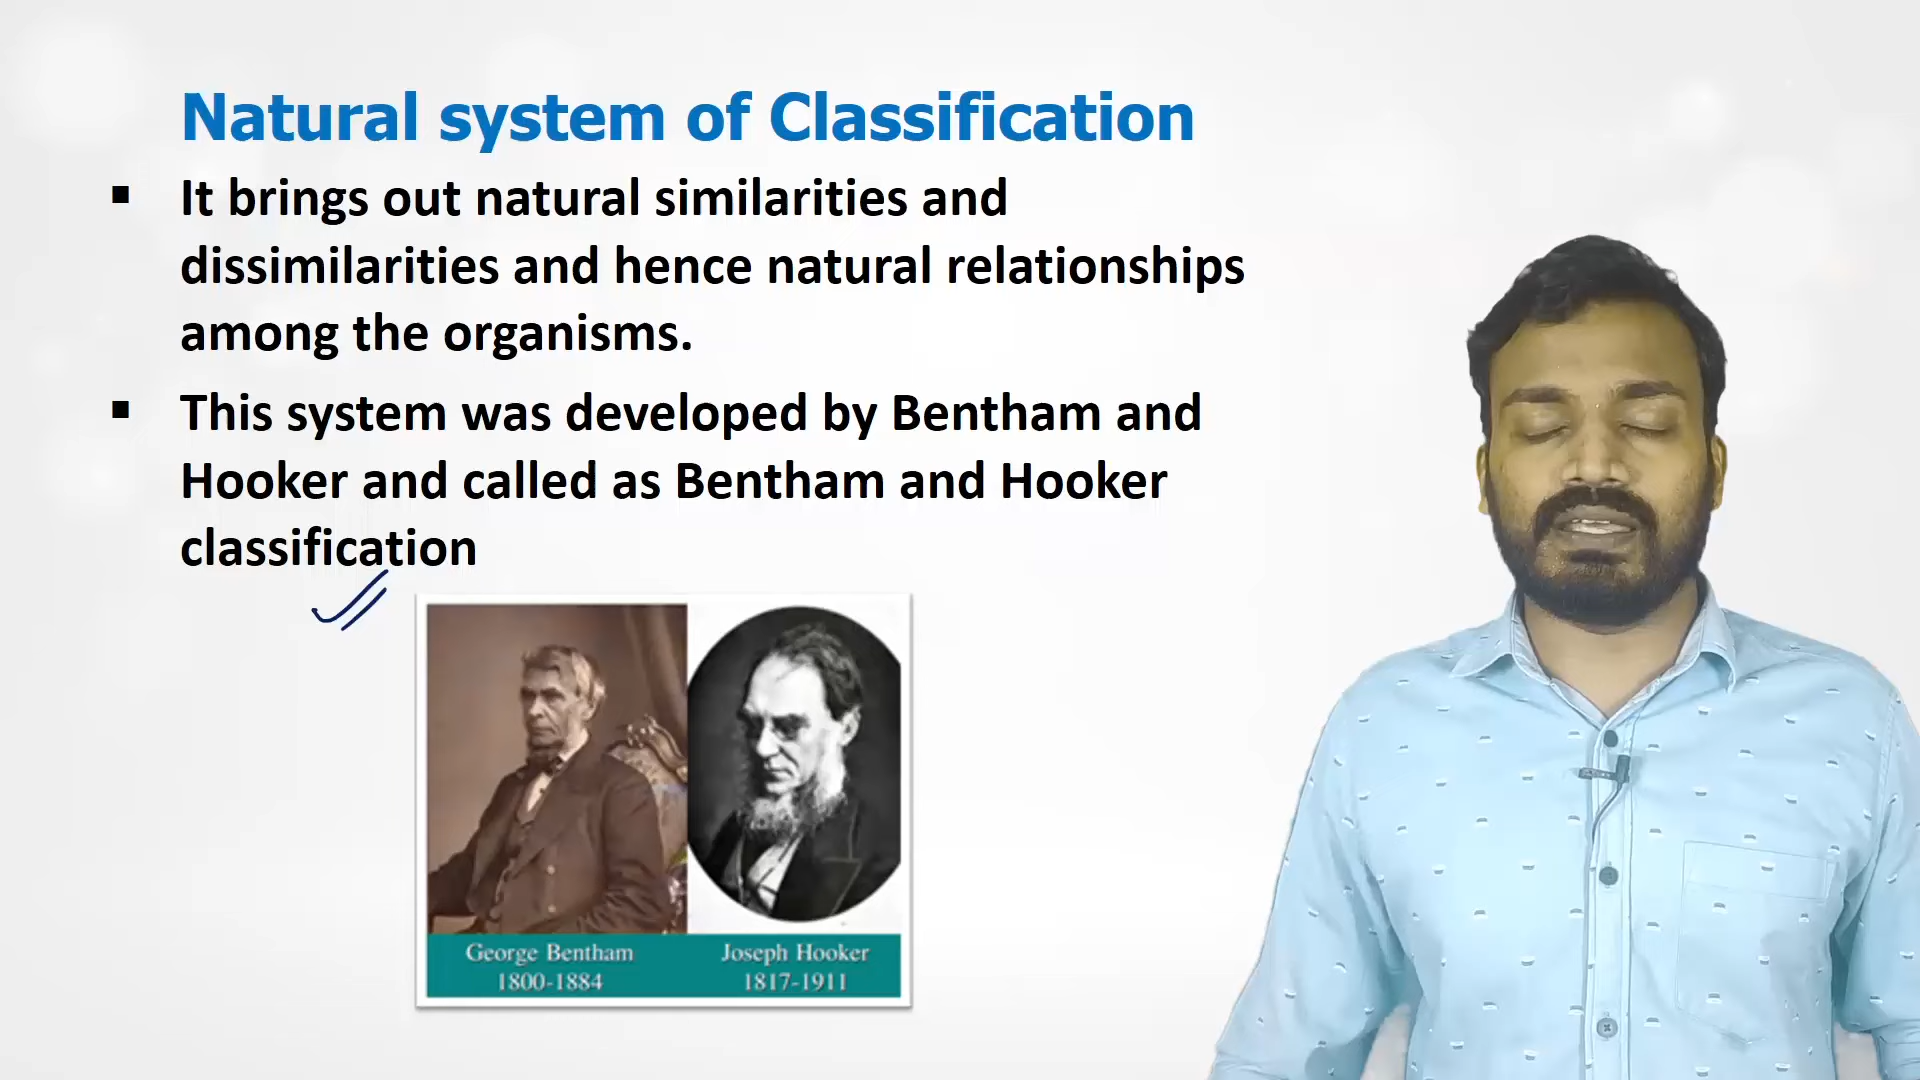 Natural system of Classification
▪ It brings out natural similarities and
dissimilarities and hence natural relationships
among the organisms.
▪ This system was developed by Bentham and
Hooker and called as Bentham and Hooker
classification
George Bentham
1800-1884
Joseph Hooker
1817-1911